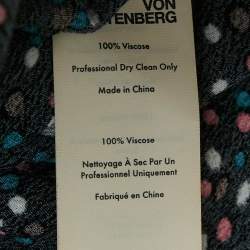 VON
TENBERG
100% Viscose
Professional Dry Clean Only
Made in China
100% Viscose
Nettoyage À Sec Par Un
Professionnel Uniquement
Fabriqué en Chine